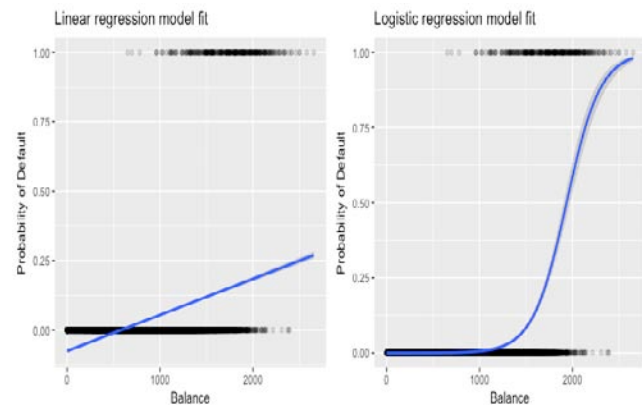 Linear regression model fit
Logistic regression model fit
Probability of Default
1.00
0.75
0.50
0.25
0.00
0
1000
2000
Balance
Probability of Default
1.00
0.75
0.50
0.25
0.00
0
1000
2000
Balance